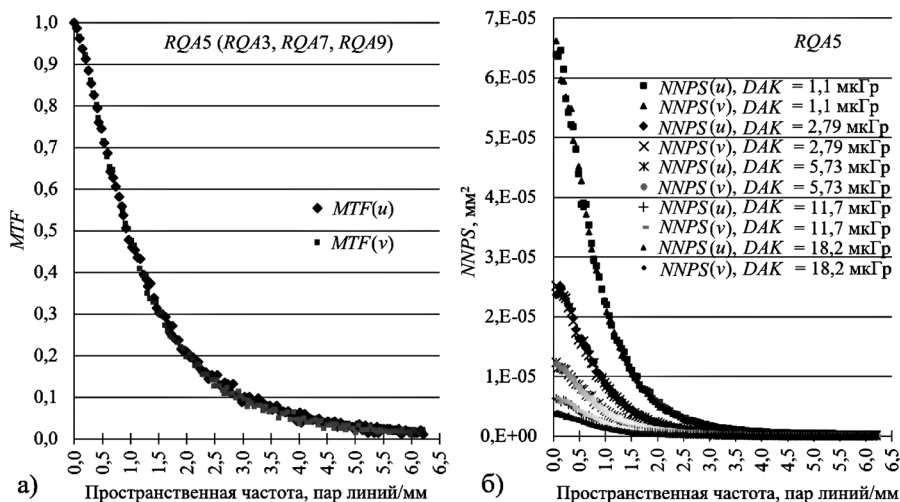 RQA5 (RQA3, RQA7, RQA9)
MTF
1,0
0,9
0,8
0,7
0,6
0,5
0,4
0,3
0,2
0,1
0,0
MTF(u)
MTF(v)
0,0 0,5 1,0 1,5 2,0 2,5 3,0 3,5 4,0 4,5 5,0 5,5 6,0 6,5
Пространственная частота, пар линий/мм
а)
RQA5
NNPS, мм²
7,E-05
6,E-05
5,E-05
4,E-05
3,E-05
2,E-05
1,E-05
0,E+00
NNPS(u), DAK = 1,1 мкГр
NNPS(v), DAK = 1,1 мкГр
NNPS(u), DAK = 2,79 мкГр
NNPS(v), DAK = 2,79 мкГр
NNPS(u), DAK = 5,73 мкГр
NNPS(v), DAK = 5,73 мкГр
NNPS(u), DAK = 11,7 мкГр
NNPS(v), DAK = 11,7 мкГр
NNPS(u), DAK = 18,2 мкГр
NNPS(v), DAK = 18,2 мкГр
0,0 0,5 1,0 1,5 2,0 2,5 3,0 3,5 4,0 4,5 5,0 5,5 6,0 6,5
Пространственная частота, пар линий/мм
б)